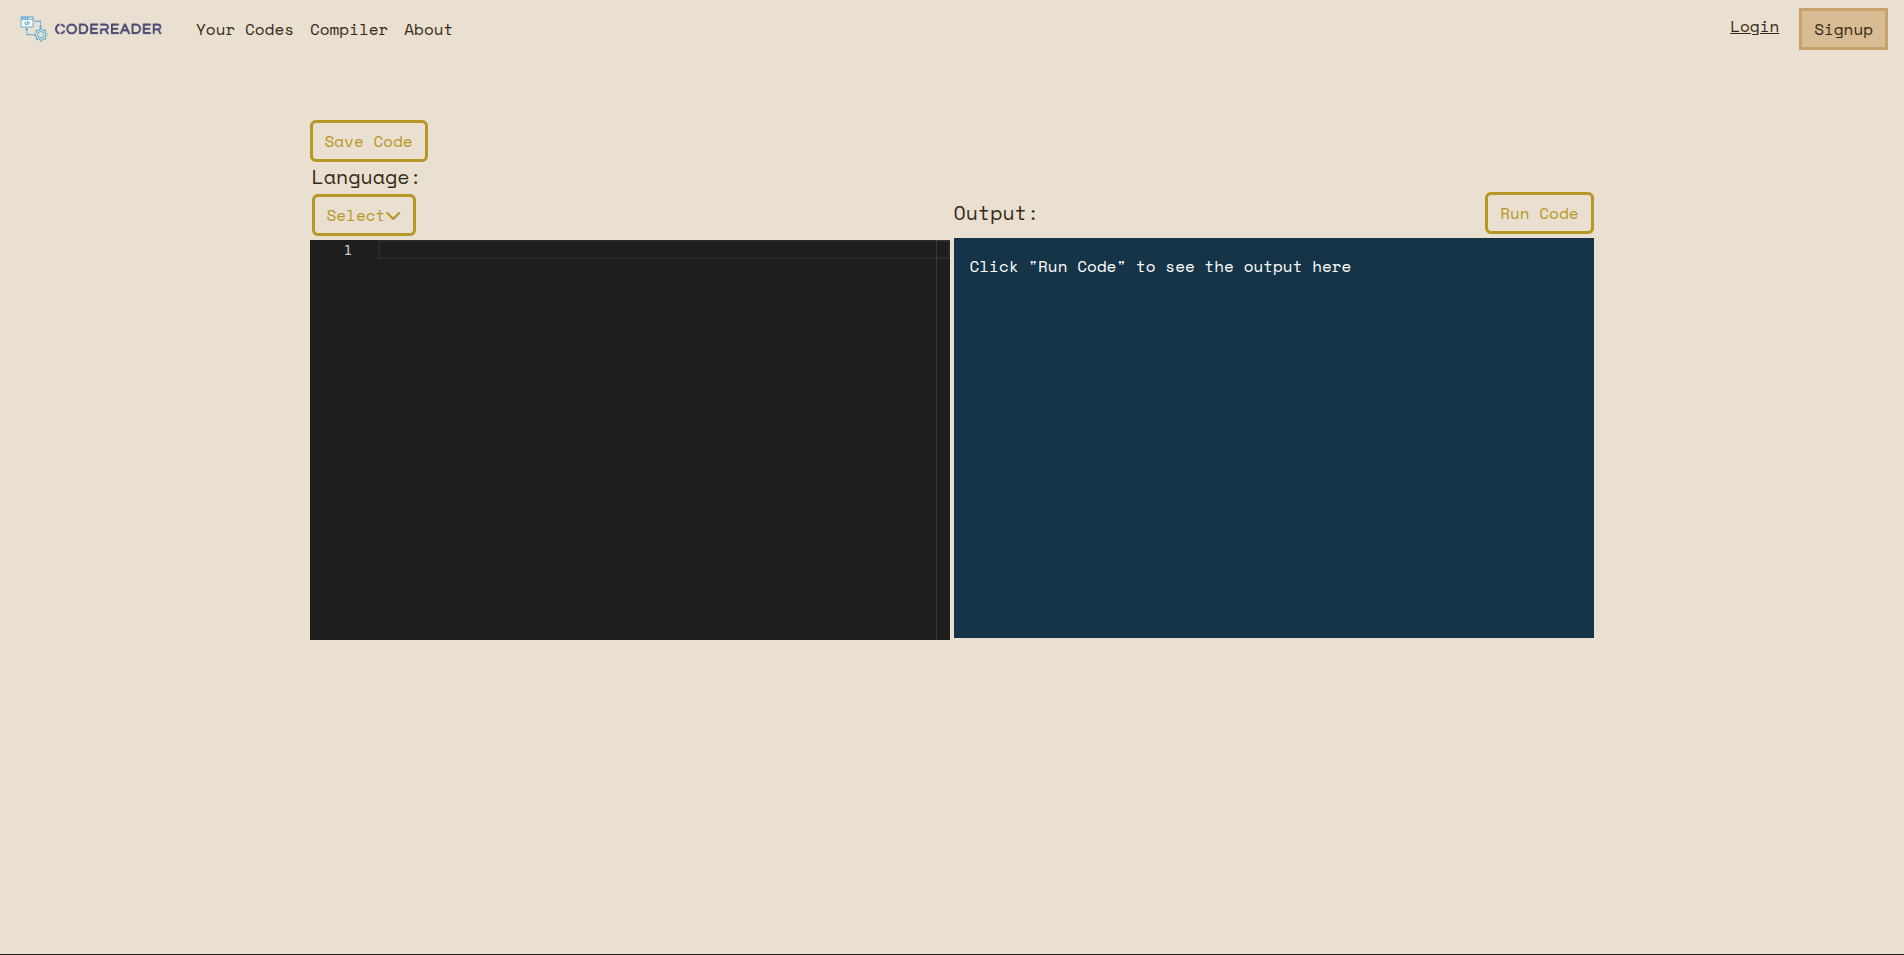 CODEREADER Your Codes Compiler About Login Signup
Save Code
Language:
Select
1
Output: Run Code
Click "Run Code" to see the output here